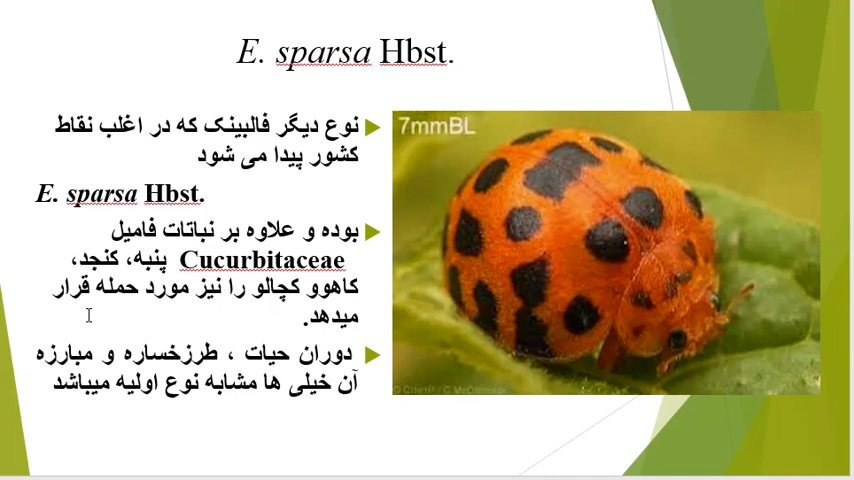 E. sparsa Hbst.
نوع دیگر فالبینک که در اغلب نقاط
کشور پیدا می شود
E. sparsa Hbst.
بوده و علاوه بر نباتات فامیل
Cucurbitaceae پنبه، کنجد،
کاهوو کچالو را نیز مورد حمله قرار
میدهد.
دوران حیات ، طرزخساره و مبارزه
آن خیلی ها مشابه نوع اولیه میباشد
7mmBL